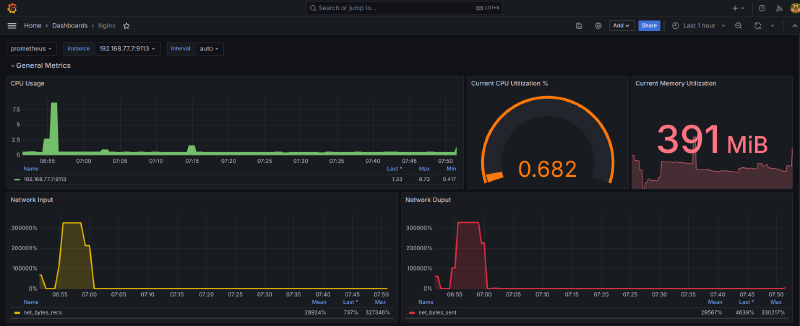 Search or jump to...
ctrl+k
Home › Dashboards › Nginx
Add
Share
Last 1 hour
prometheus
Instance
192.168.77.7:9113
Interval
auto
General Metrics
CPU Usage
7.5
5
2.5
0
06:55 07:00 07:05 07:10 07:15 07:20 07:25 07:30 07:35 07:40 07:45 07:50
Name Last * Max Min
192.168.77.7:9113 1.33 8.73 0.417
Current CPU Utilization %
0.682
Current Memory Utilization
391 MiB
Network Input
300000%
200000%
100000%
0%
06:55 07:00 07:05 07:10 07:15 07:20 07:25 07:30 07:35 07:40 07:45 07:50
Name Mean Last * Max
net_bytes_recv 28924% 737% 327346%
Network Ouput
300000%
200000%
100000%
0%
06:55 07:00 07:05 07:10 07:15 07:20 07:25 07:30 07:35 07:40 07:45 07:50
Name Mean Last * Max
net_bytes_sent 29567% 4639% 330217%